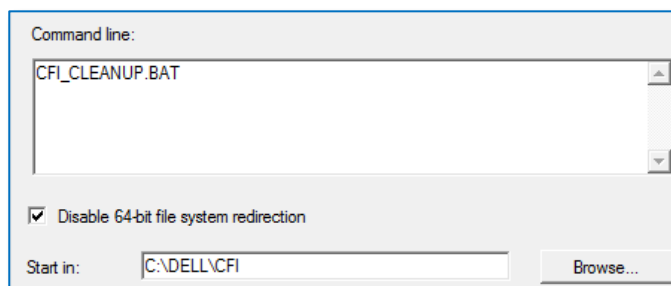 Command line:
CFI_CLEANUP.BAT
Disable 64-bit file system redirection
Start in: C:\DELL\CFI Browse...